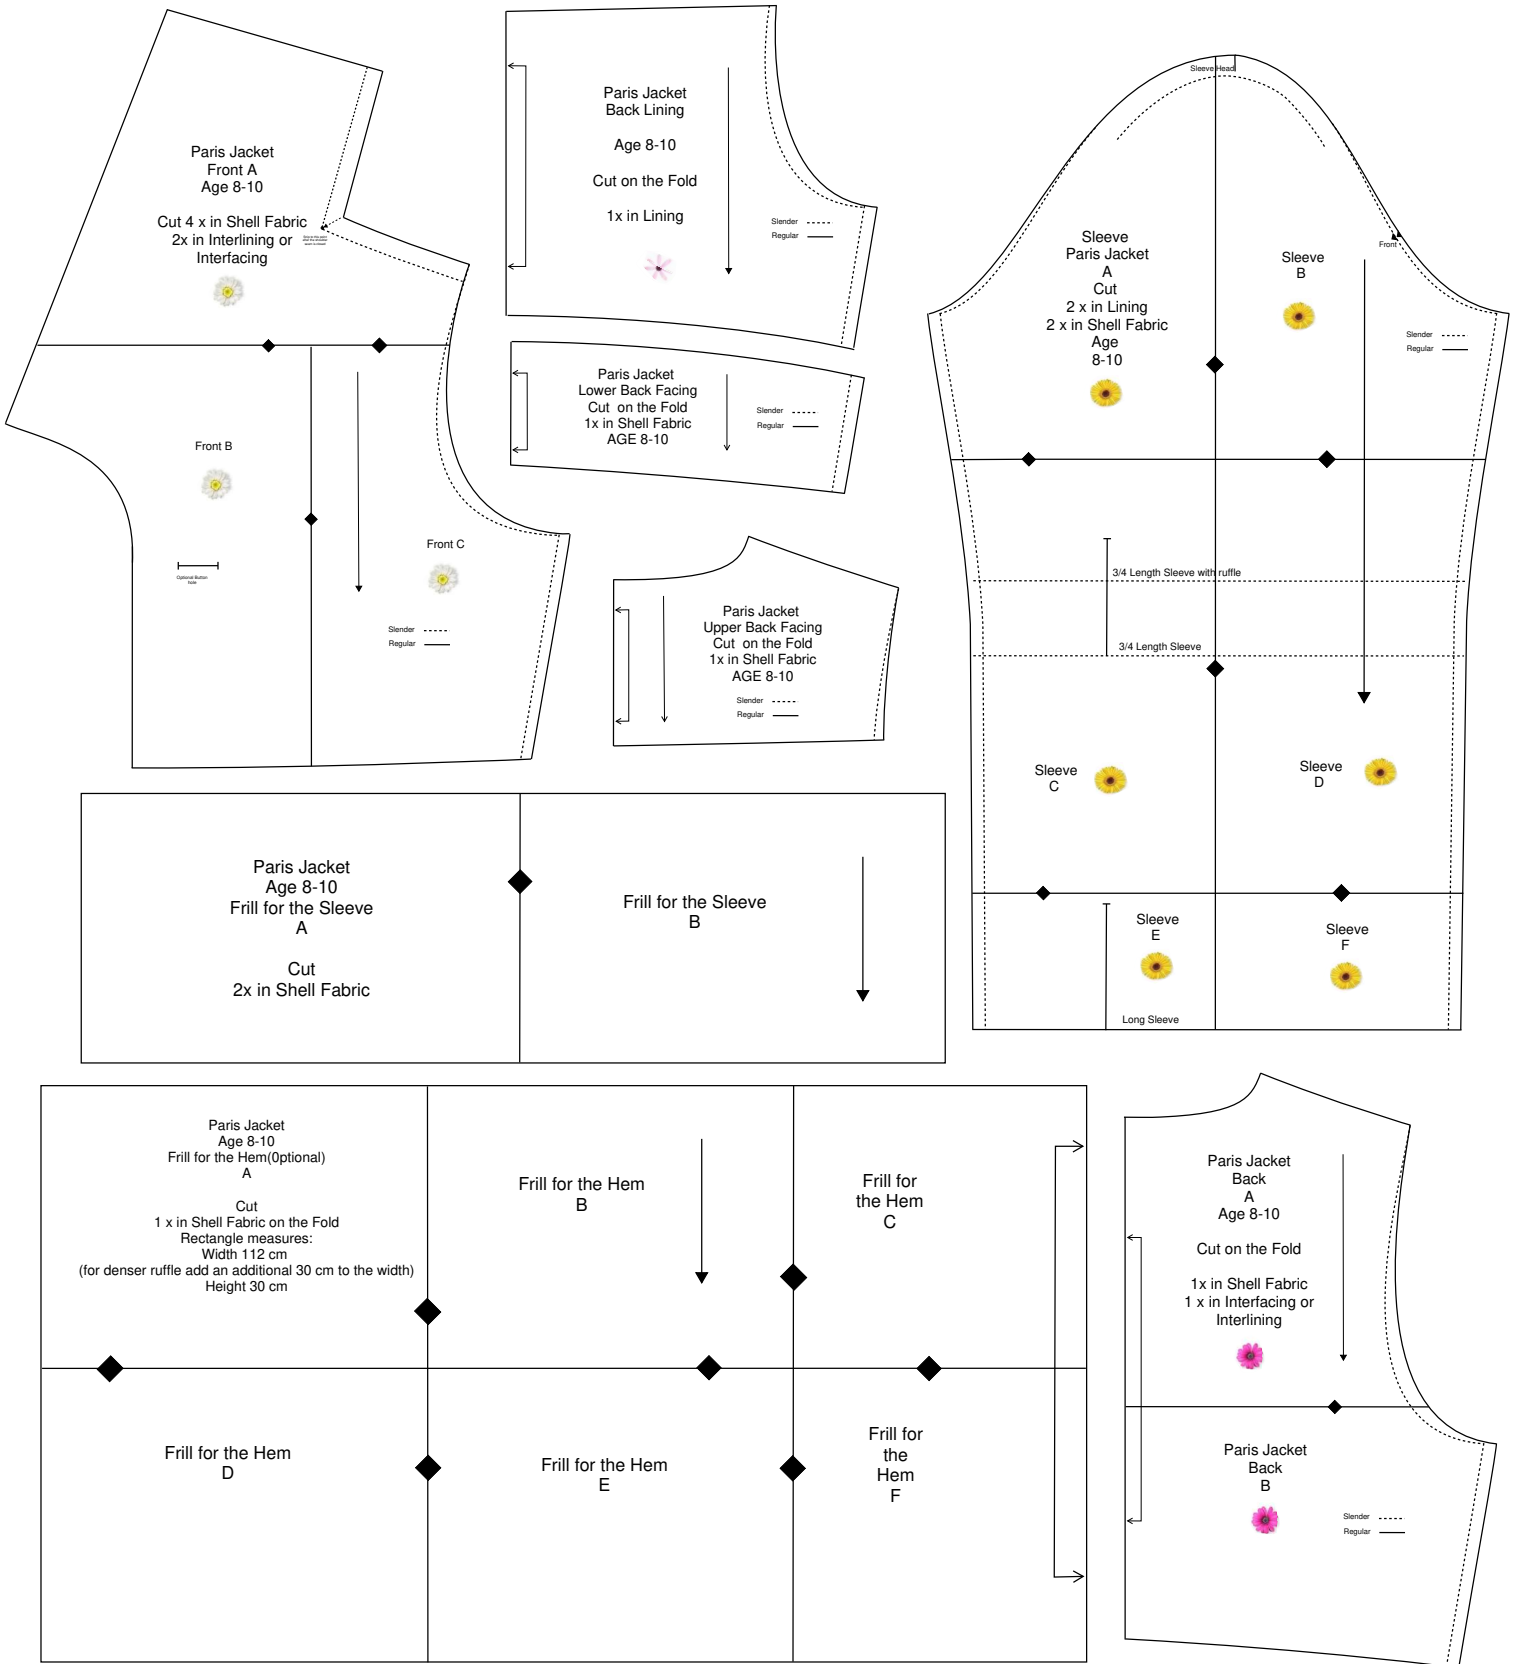 Paris Jacket
Front A
Age 8-10
Cut 4 x in Shell Fabric
2x in Interlining or
Interfacing
Front B
Optional Button
hole
Front C
Slender
Regular
Paris Jacket
Back Lining
Age 8-10
Cut on the Fold
1x in Lining
Slender
Regular
Paris Jacket
Lower Back Facing
Cut on the Fold
1x in Shell Fabric
AGE 8-10
Slender
Regular
Paris Jacket
Upper Back Facing
Cut on the Fold
1x in Shell Fabric
AGE 8-10
Slender
Regular
Sleeve Head
Sleeve
Paris Jacket
A
Cut
2 x in Lining
2 x in Shell Fabric
Age
8-10
Sleeve
B
Front
Slender
Regular
3/4 Length Sleeve with ruffle
3/4 Length Sleeve
Sleeve
C
Sleeve
D
Sleeve
E
Sleeve
F
Long Sleeve
Paris Jacket
Age 8-10
Frill for the Sleeve
A
Cut
2x in Shell Fabric
Frill for the Sleeve
B
Paris Jacket
Age 8-10
Frill for the Hem(0ptional)
A
Cut
1 x in Shell Fabric on the Fold
Rectangle measures:
Width 112 cm
(for denser ruffle add an additional 30 cm to the width)
Height 30 cm
Frill for the Hem
B
Frill for
the Hem
C
Frill for the Hem
D
Frill for the Hem
E
Frill for
the
Hem
F
Paris Jacket
Back
A
Age 8-10
Cut on the Fold
1x in Shell Fabric
1 x in Interfacing or
Interlining
Paris Jacket
Back
B
Slender
Regular